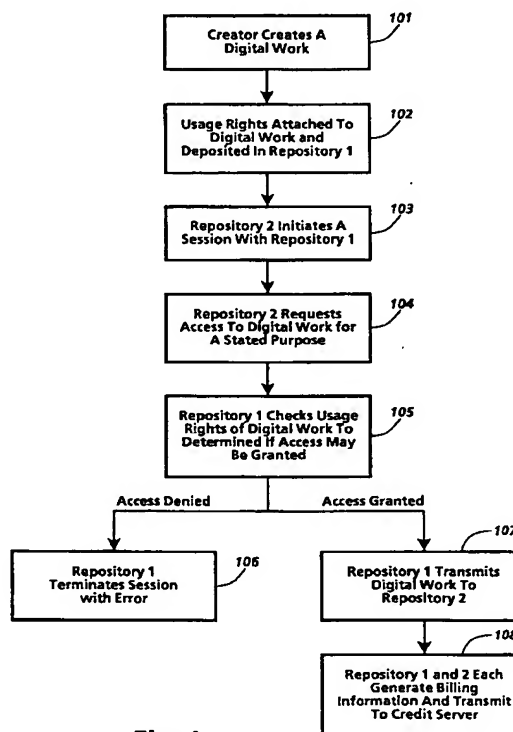 101
Creator Creates A
Digital Work
102
Usage Rights Attached To
Digital Work and
Deposited In Repository 1
103
Repository 2 Initiates A
Session With Repository 1
104
Repository 2 Requests
Access To Digital Work for
A Stated Purpose
105
Repository 1 Checks Usage
Rights of Digital Work To
Determined If Access May
Be Granted
Access Denied
Access Granted
106
Repository 1
Terminates Session
with Error
107
Repository 1 Transmits
Digital Work To
Repository 2
108
Repository 1 and 2 Each
Generate Billing
Information And Transmit
To Credit Server